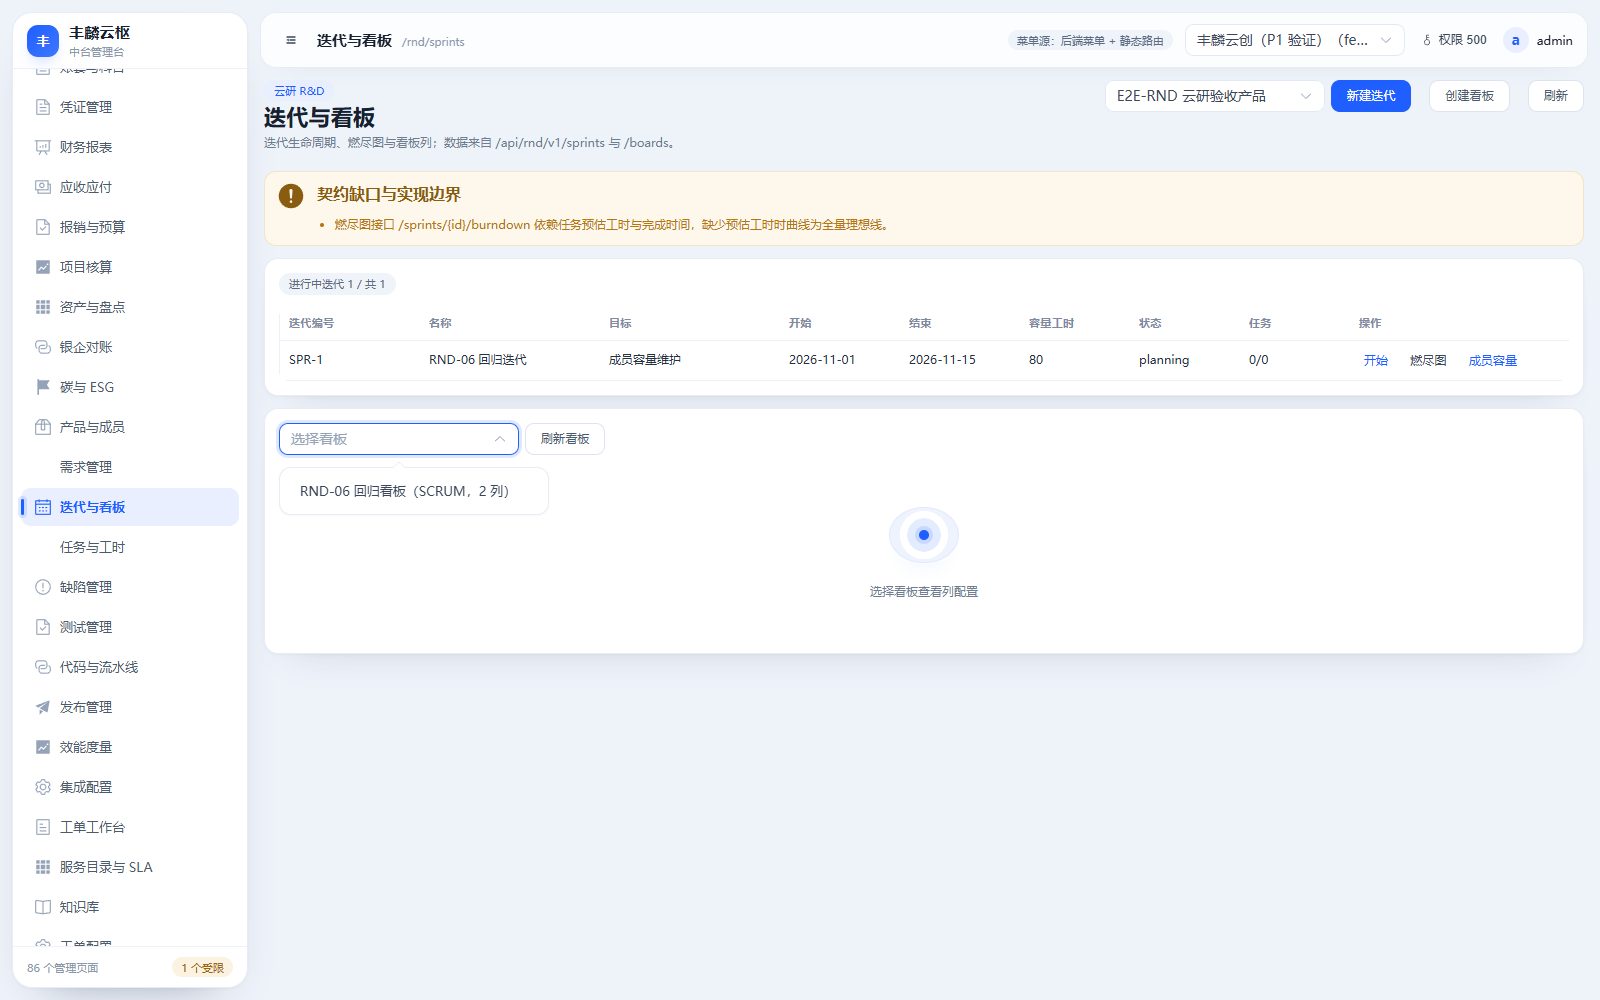 丰
丰麟云枢
中台管理台
账套与科目
凭证管理
财务报表
应收应付
报销与预算
项目核算
资产与盘点
银企对账
碳与 ESG
产品与成员
需求管理
迭代与看板
任务与工时
缺陷管理
测试管理
代码与流水线
发布管理
效能度量
集成配置
工单工作台
服务目录与 SLA
知识库
工单配置
86 个管理页面
1 个受限
迭代与看板 /rnd/sprints
菜单源：后端菜单 + 静态路由
丰麟云创（P1 验证）（fe...
权限 500
a admin
云研 R&D
迭代与看板
迭代生命周期、燃尽图与看板列；数据来自 /api/rnd/v1/sprints 与 /boards。
E2E-RND 云研验收产品
新建迭代
创建看板
刷新
契约缺口与实现边界
• 燃尽图接口 /sprints/{id}/burndown 依赖任务预估工时与完成时间，缺少预估工时时曲线为全量理想线。
进行中迭代 1 / 共 1
迭代编号 名称 目标 开始 结束 容量工时 状态 任务 操作
SPR-1 RND-06 回归迭代 成员容量维护 2026-11-01 2026-11-15 80 planning 0/0 开始 燃尽图 成员容量
选择看板
刷新看板
RND-06 回归看板（SCRUM，2 列）
选择看板查看列配置